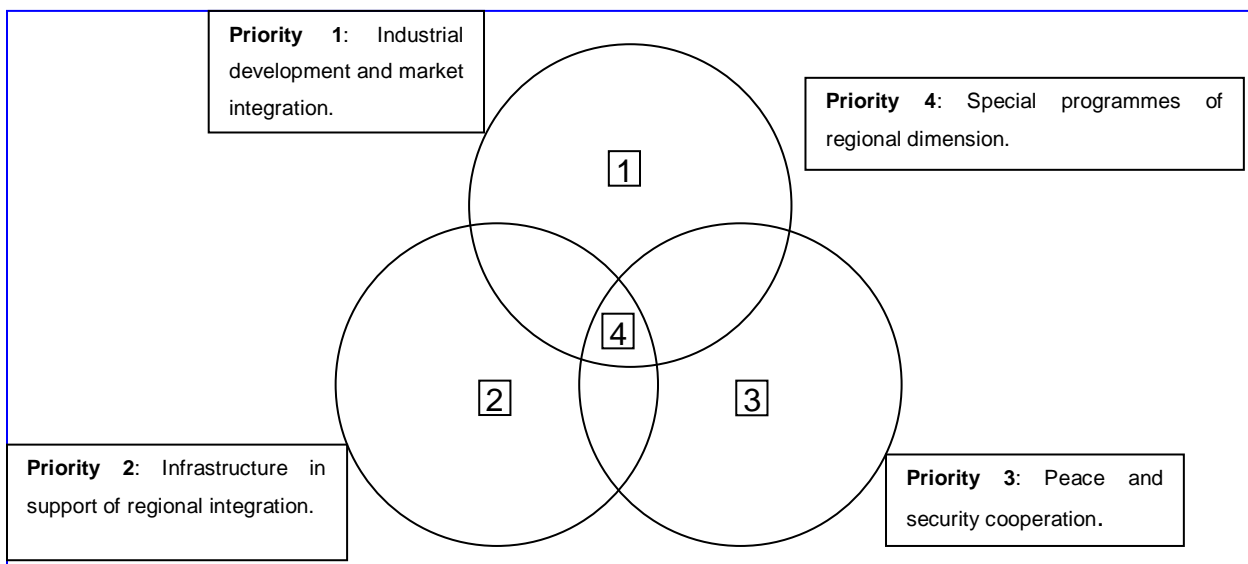 Priority 1: Industrial
development and market
integration.
Priority 4: Special programmes of
regional dimension.
1
4
2
3
Priority 2: Infrastructure in
support of regional integration.
Priority 3: Peace and
security cooperation.